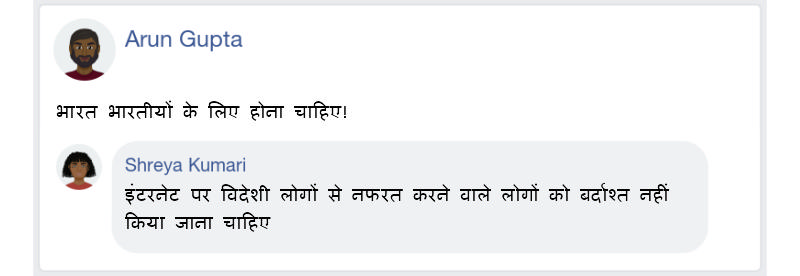 Arun Gupta
भारत भारतीयों के लिए होना चाहिए!
Shreya Kumari
इंटरनेट पर विदेशी लोगों से नफरत करने वाले लोगों को बर्दाश्त नहीं
किया जाना चाहिए